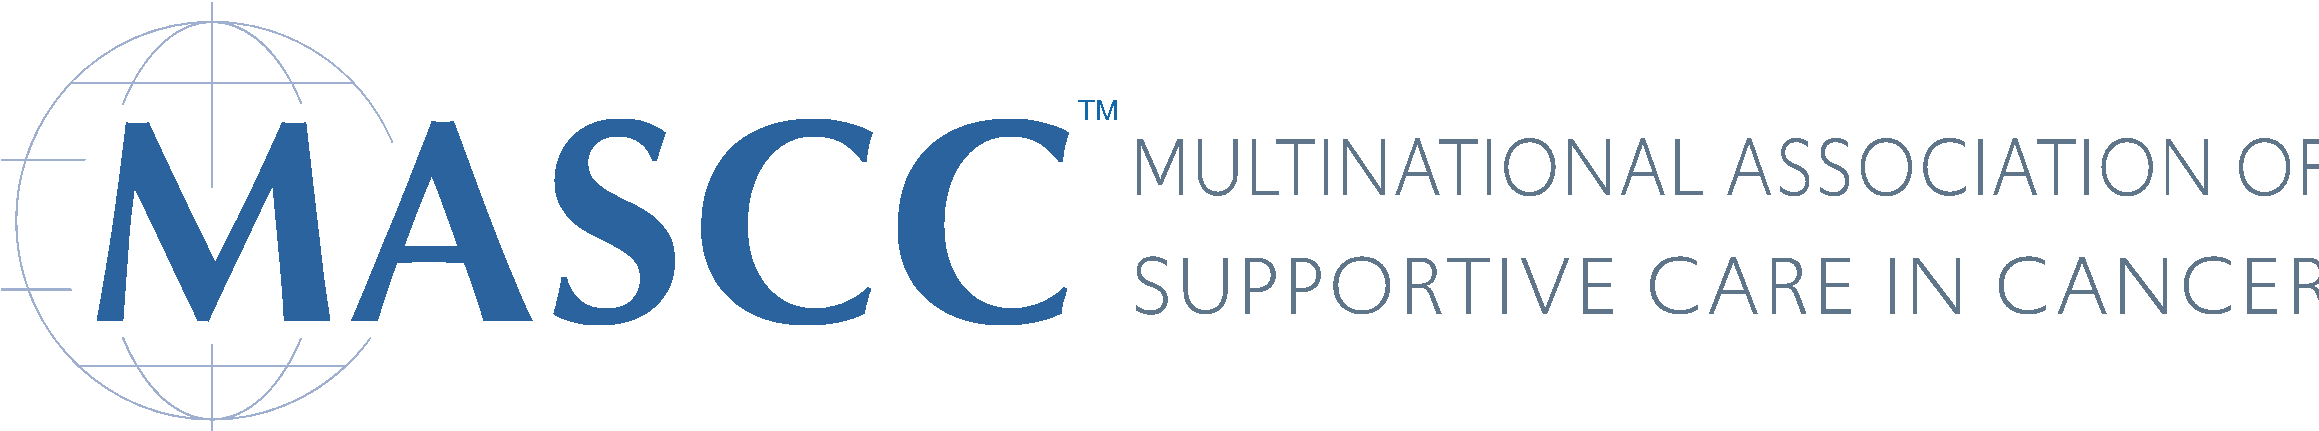 MASCC™
MULTINATIONAL ASSOCIATION OF
SUPPORTIVE CARE IN CANCER